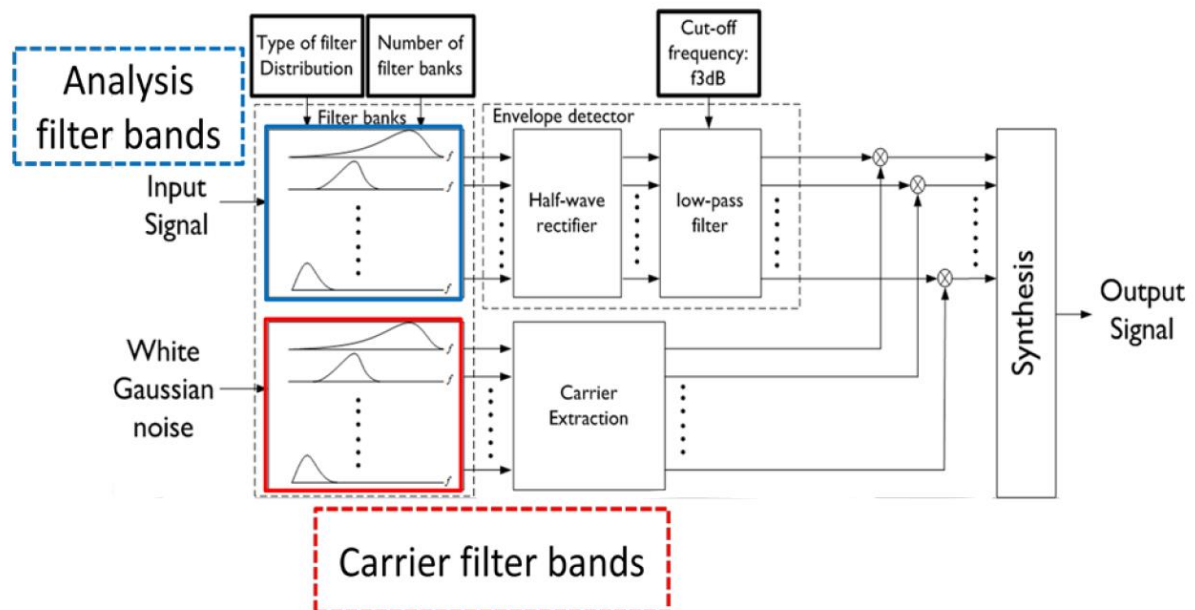 Type of filter
Distribution
Number of
filter banks
Cut-off
frequency:
f3dB
Analysis
filter bands
Filter banks
Envelope detector
f
f
f
Input
Signal
Half-wave
rectifier
low-pass
filter
Synthesis
Output
Signal
White
Gaussian
noise
f
f
f
Carrier
Extraction
Carrier filter bands